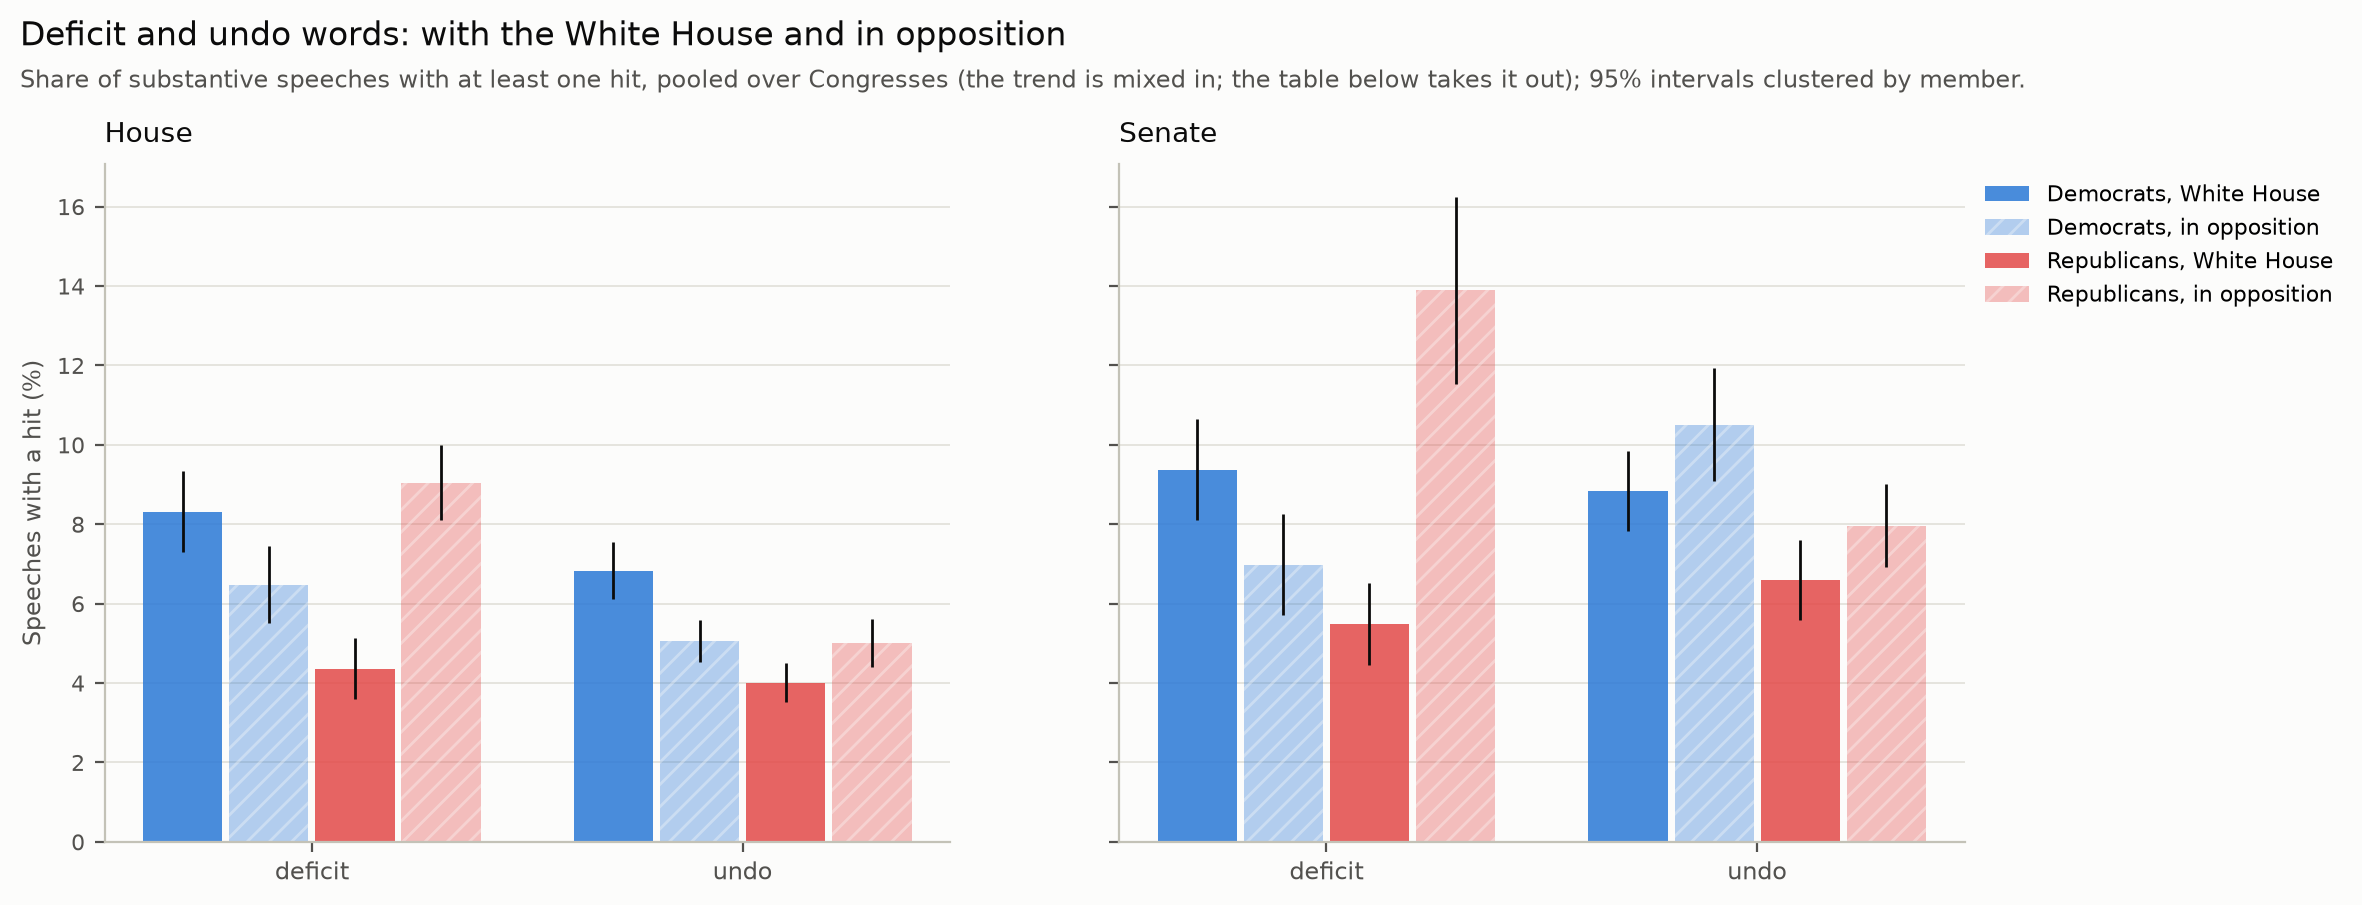 Deficit and undo words: with the White House and in opposition
Share of substantive speeches with at least one hit, pooled over Congresses (the trend is mixed in; the table below takes it out); 95% intervals clustered by member.
House
Senate
Speeches with a hit (%)
16
14
12
10
8
6
4
2
0
deficit
undo
deficit
undo
Democrats, White House
Democrats, in opposition
Republicans, White House
Republicans, in opposition